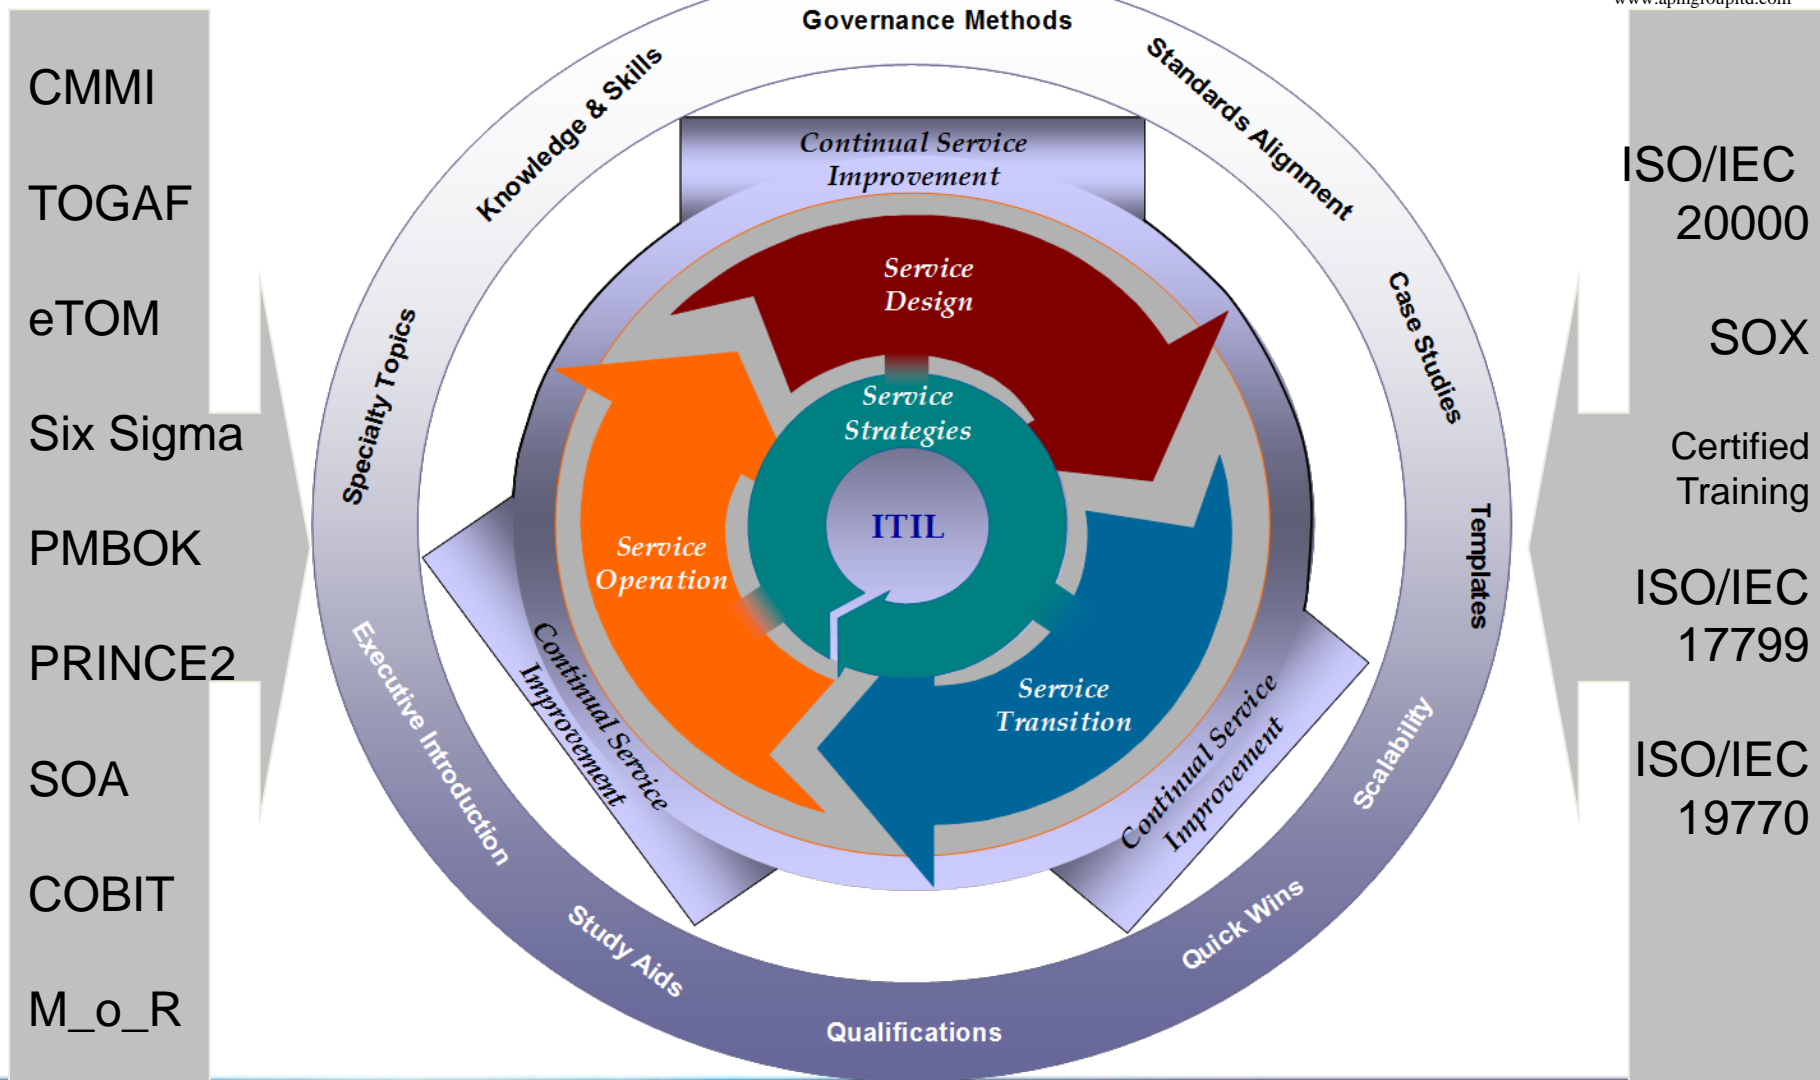 www.apmgroupltd.com
CMMI
TOGAF
eTOM
Six Sigma
PMBOK
PRINCE2
SOA
COBIT
M_o_R
Governance Methods
Knowledge & Skills
Standards Alignment
Specialty Topics
Case Studies
Templates
Executive Introduction
Scalability
Study Aids
Quick Wins
Qualifications
Continual Service
Improvement
Service
Design
Service
Strategies
ITIL
Service
Operation
Service
Transition
Continual Service
Improvement
Continual Service
Improvement
ISO/IEC
20000
SOX
Certified
Training
ISO/IEC
17799
ISO/IEC
19770